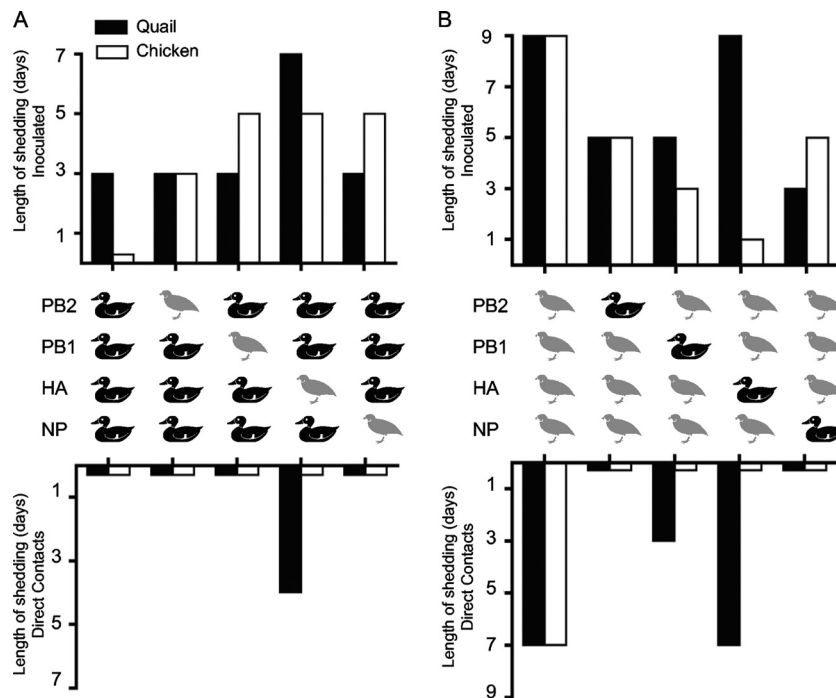 A
Quail
Chicken
Length of shedding (days)
Inoculated
7
5
3
1
B
Length of shedding (days)
Inoculated
9
7
5
3
1
PB2
PB1
HA
NP
PB2
PB1
HA
NP
Length of shedding (days)
Direct Contacts
1
3
5
7
Length of shedding (days)
Direct Contacts
1
3
5
7
9